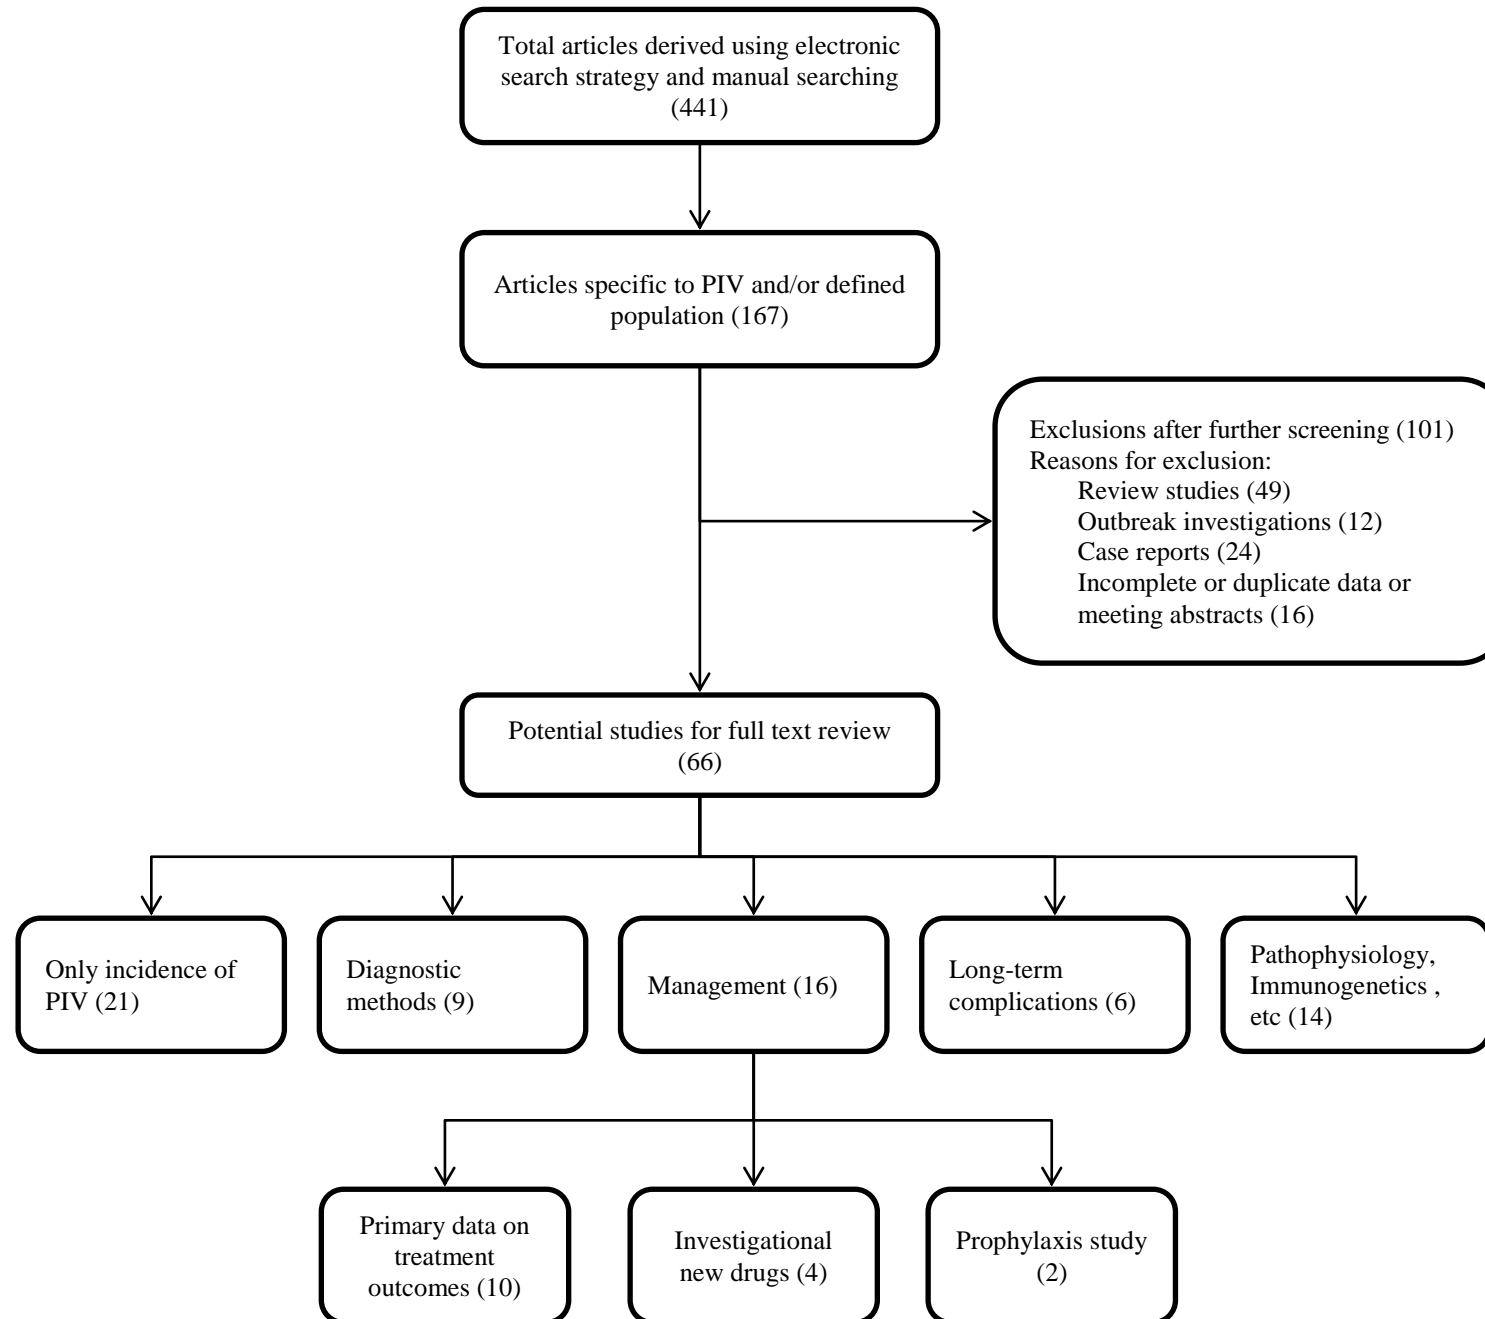 Total articles derived using electronic
search strategy and manual searching
(441)
Articles specific to PIV and/or defined
population (167)
Exclusions after further screening (101)
Reasons for exclusion:
Review studies (49)
Outbreak investigations (12)
Case reports (24)
Incomplete or duplicate data or
meeting abstracts (16)
Potential studies for full text review
(66)
Only incidence of
PIV (21)
Diagnostic
methods (9)
Management (16)
Long-term
complications (6)
Pathophysiology,
Immunogenetics ,
etc (14)
Primary data on
treatment
outcomes (10)
Investigational
new drugs (4)
Prophylaxis study
(2)